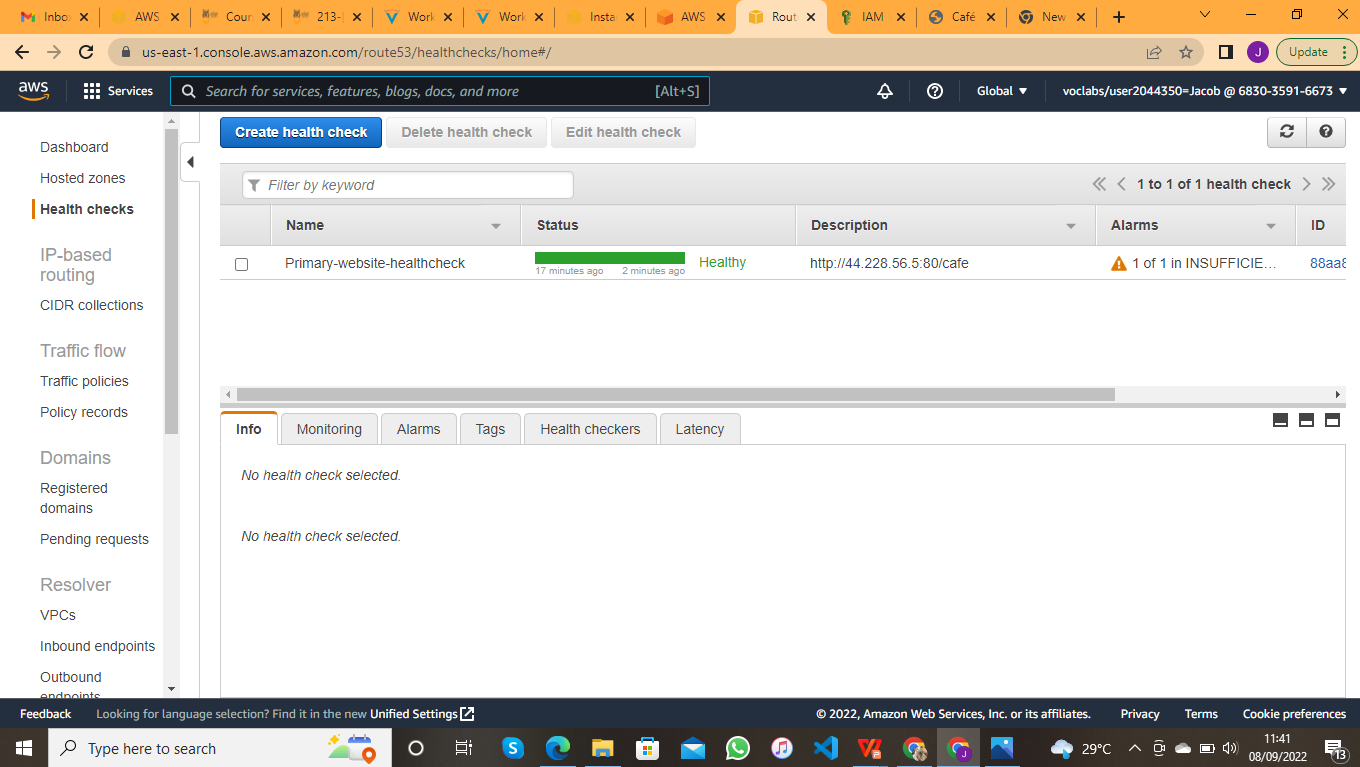 Inbo
AWS
Cour
213-
Work
Work
Insta
AWS
Rout
IAM
Café
New
us-east-1.console.aws.amazon.com/route53/healthchecks/home#/
J
Update
aws
Services
Search for services, features, blogs, docs, and more
[Alt+S]
Global
voclabs/user2044350=Jacob @ 6830-3591-6673
Dashboard
Hosted zones
Health checks
IP-based
routing
CIDR collections
Traffic flow
Traffic policies
Policy records
Domains
Registered
domains
Pending requests
Resolver
VPCs
Inbound endpoints
Outbound
endpoints
Create health check
Delete health check
Edit health check
Filter by keyword
1 to 1 of 1 health check
Name
Status
Description
Alarms
ID
Primary-website-healthcheck
17 minutes ago
2 minutes ago
Healthy
http://44.228.56.5:80/cafe
1 of 1 in INSUFFICIE...
88aa8
Info
Monitoring
Alarms
Tags
Health checkers
Latency
No health check selected.
No health check selected.
Feedback
Looking for language selection? Find it in the new Unified Settings
© 2022, Amazon Web Services, Inc. or its affiliates.
Privacy
Terms
Cookie preferences
Type here to search
29°C
11:41
08/09/2022
13